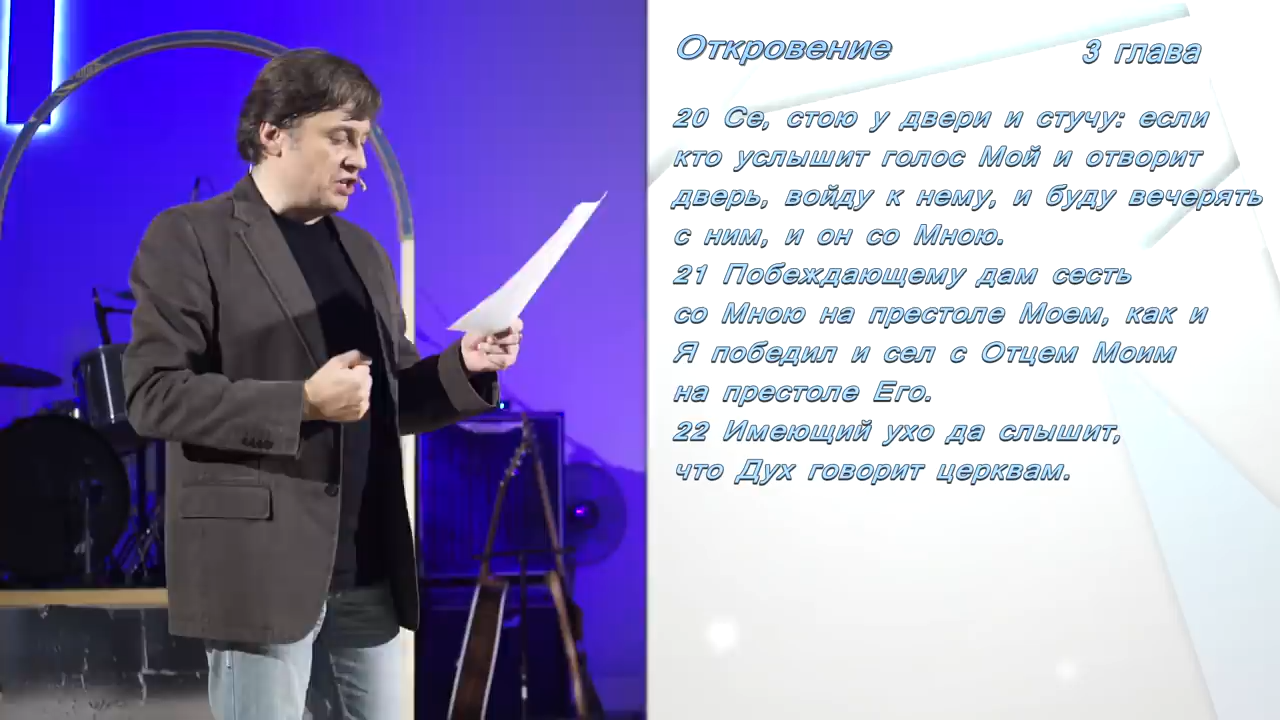 Откровение 3 глава
20 Се, стою у двери и стучу: если
кто услышит голос Мой и отворит
дверь, войду к нему, и буду вечерять
с ним, и он со Мною.
21 Побеждающему дам сесть
со Мною на престоле Моем, как и
Я победил и сел с Отцем Моим
на престоле Его.
22 Имеющий ухо да слышит,
что Дух говорит церквам.